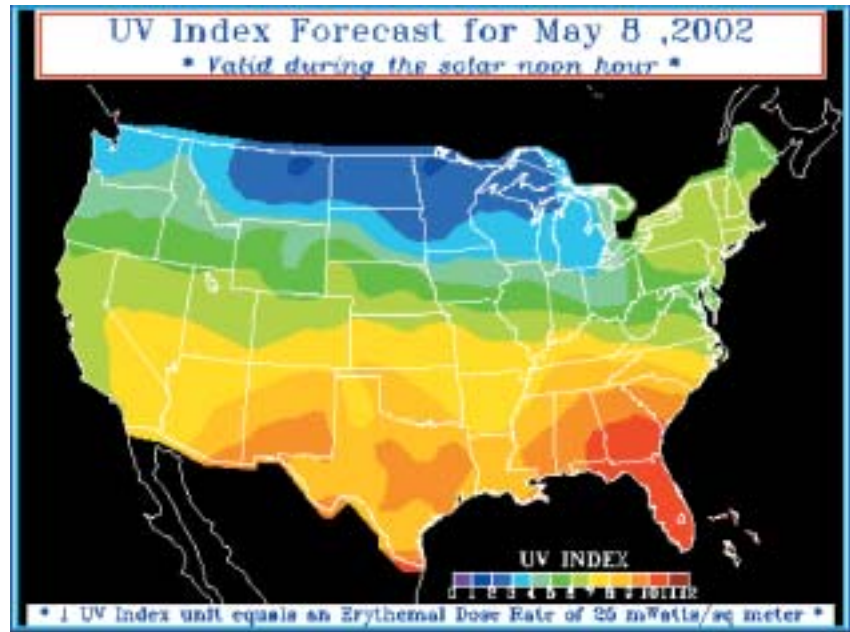 UV Index Forecast for May 8 ,2002
* Valid during the solar noon hour *
UV INDEX
0 1 2 3 4 5 6 7 8 9 10 11 12
* 1 UV Index unit equals an Erythemal Dose Rate of 25 mWatts/sq meter *